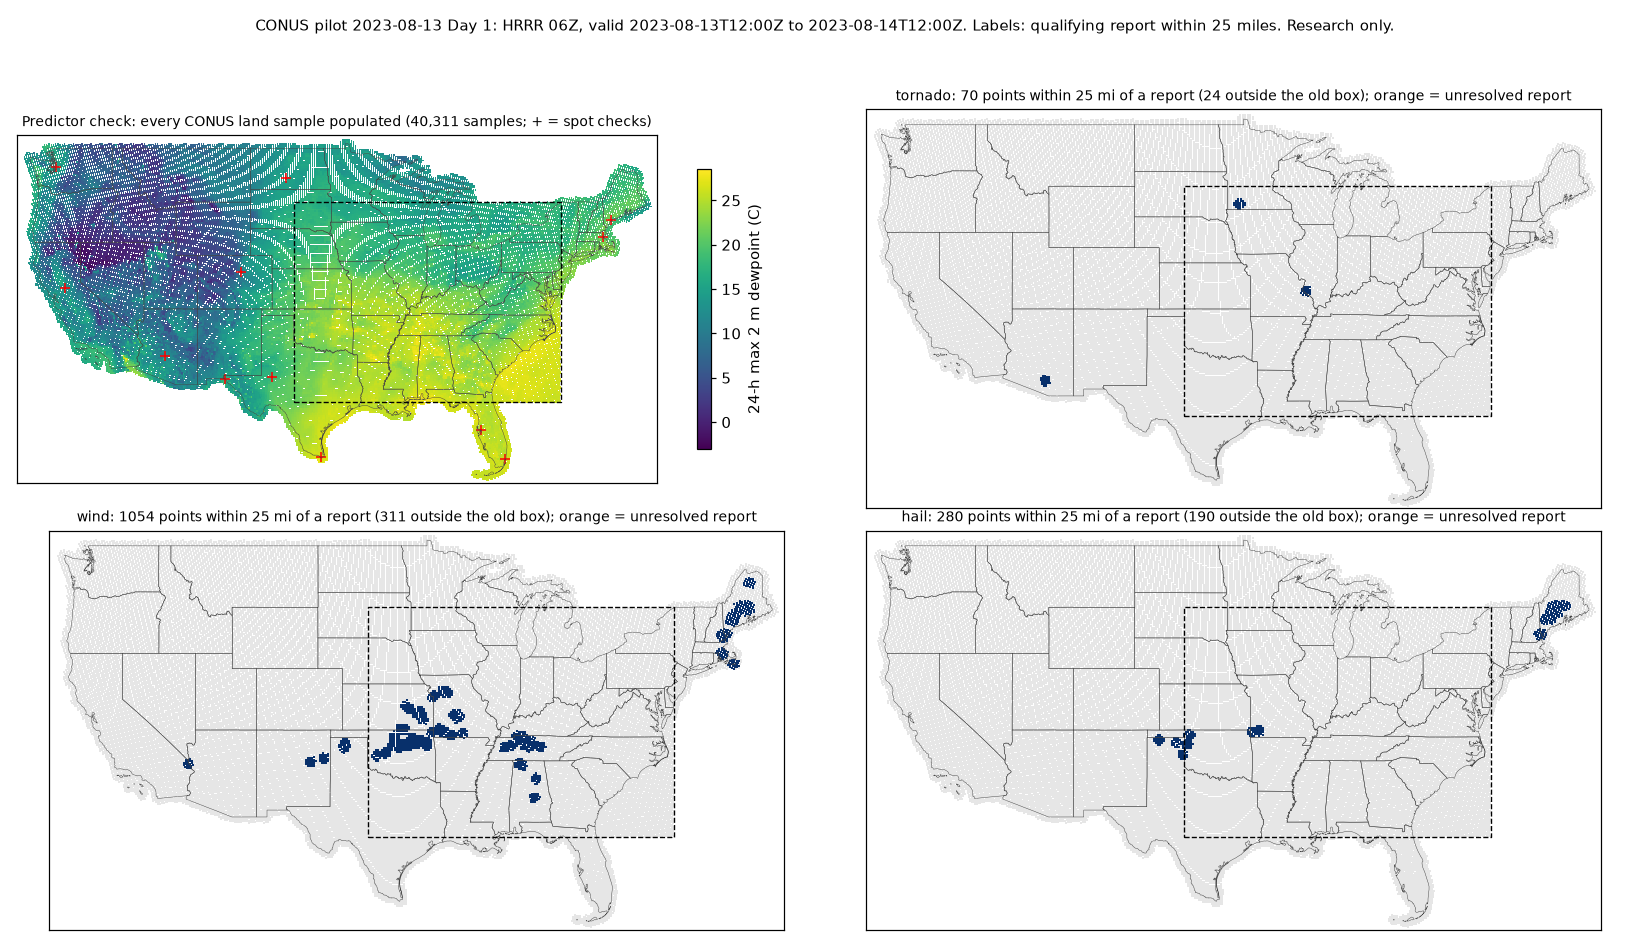 CONUS pilot 2023-08-13 Day 1: HRRR 06Z, valid 2023-08-13T12:00Z to 2023-08-14T12:00Z. Labels: qualifying report within 25 miles. Research only.
Predictor check: every CONUS land sample populated (40,311 samples; + = spot checks)
25
20
15
10
5
0
24-h max 2 m dewpoint (C)
tornado: 70 points within 25 mi of a report (24 outside the old box); orange = unresolved report
wind: 1054 points within 25 mi of a report (311 outside the old box); orange = unresolved report
hail: 280 points within 25 mi of a report (190 outside the old box); orange = unresolved report